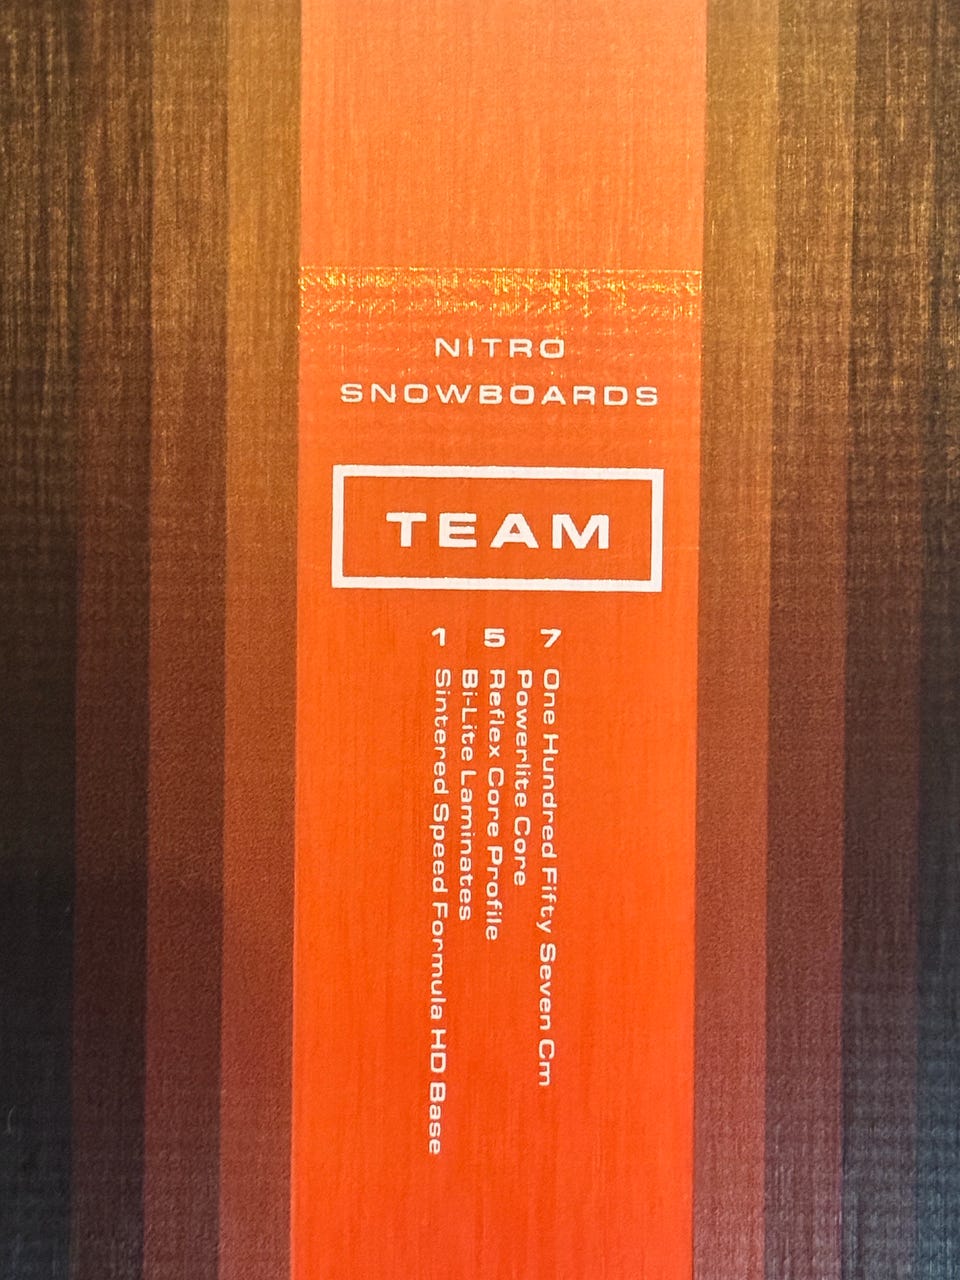 NITRO
SNOWBOARDS
TEAM
1 5 7
One Hundred Fifty Seven Cm
Powerlite Core
Reflex Core Profile
Bi-Lite Laminates
Sintered Speed Formula HD Base